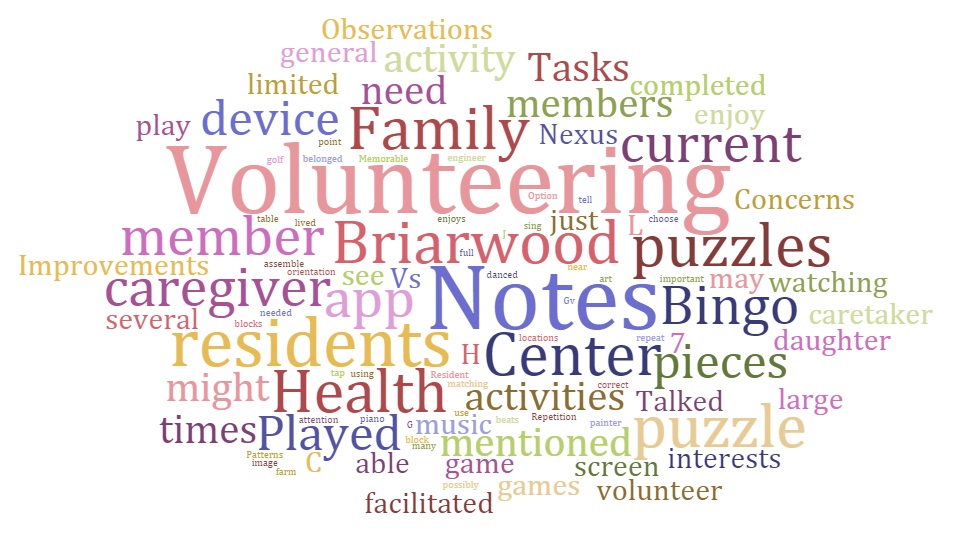 Observations
general activity Tasks
limited need completed
play device Family members enjoy
point Nexus current
golf belonged Memorable engineer
Volunteering
Option tell Concerns
table lived enjoys sing just L choose
member Briarwood J puzzles
Improvements assemble orientation see Vs full danced near art important may watching
caregiver app Notes Gv Bingo caretaker
several blocks needed
residents H Center locations repeat 7 daughter
tap using Resident matching pieces
might Health activities correct Talked large
times Played attention piano G music use beats Repetition painter puzzle
block many mentioned
Patterns image farm C able game screen interests
possibly games volunteer
facilitated